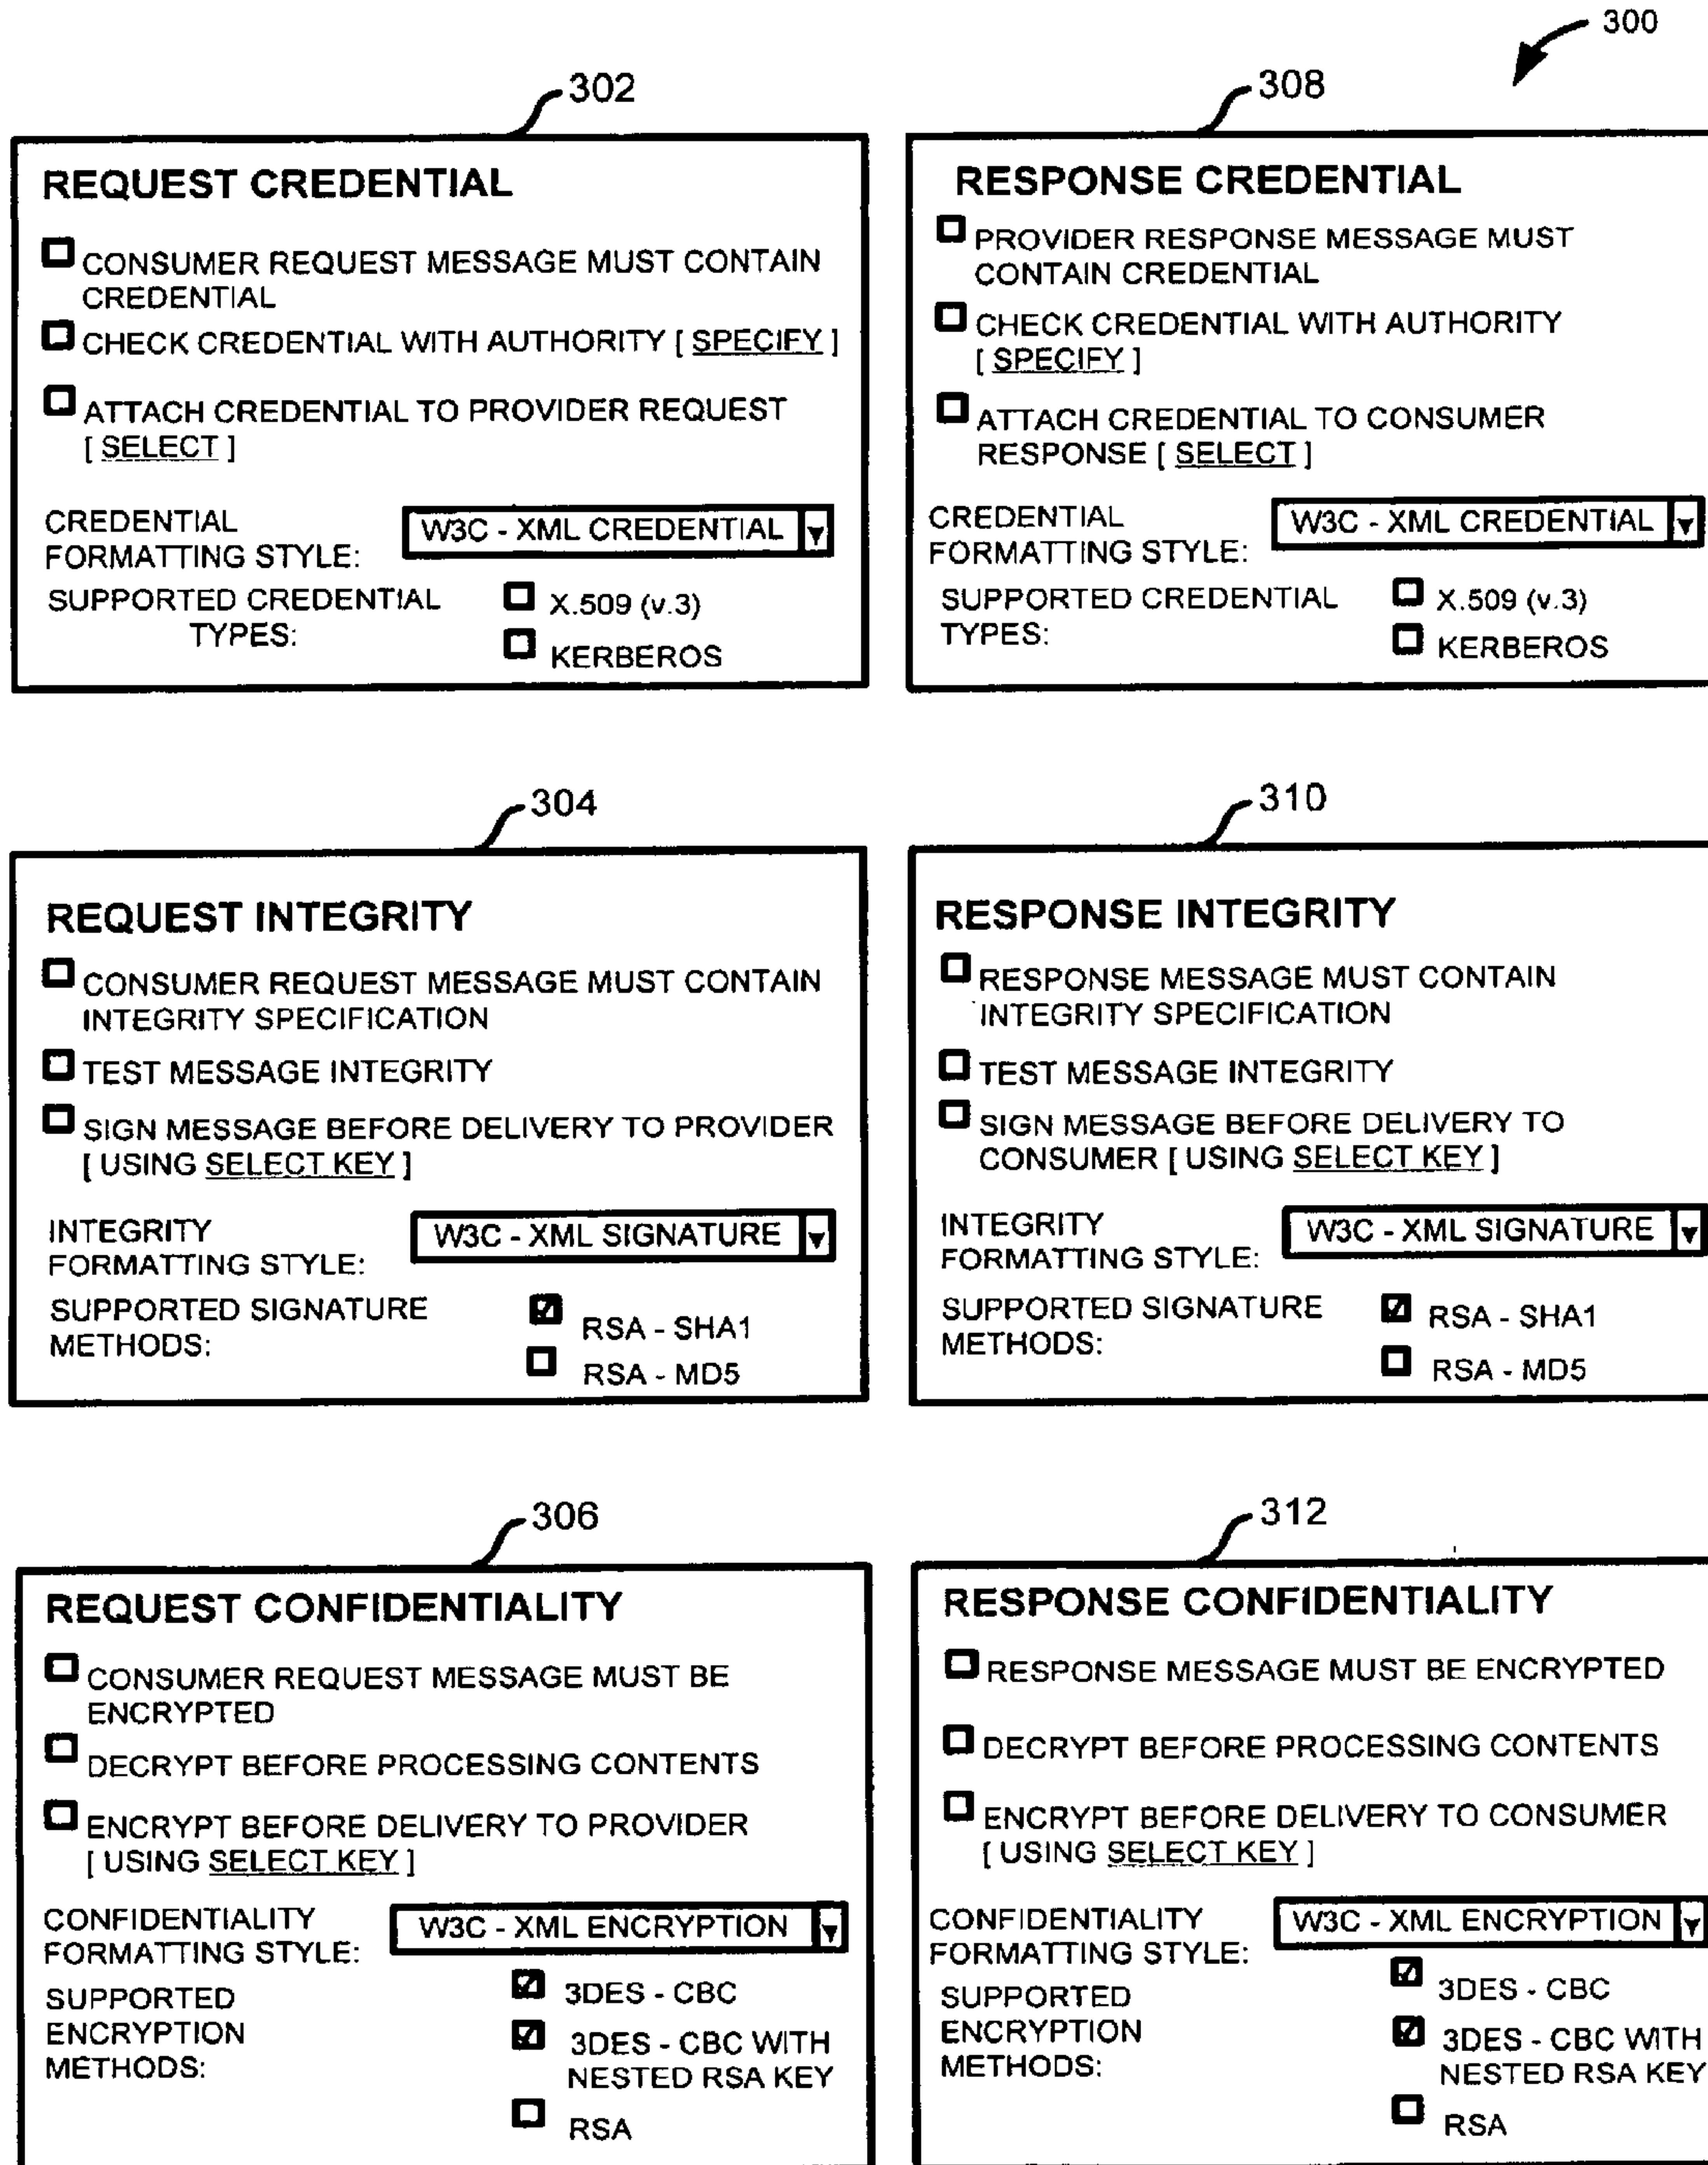 300
302
REQUEST CREDENTIAL
CONSUMER REQUEST MESSAGE MUST CONTAIN
CREDENTIAL
CHECK CREDENTIAL WITH AUTHORITY [ SPECIFY ]
ATTACH CREDENTIAL TO PROVIDER REQUEST
[ SELECT ]
CREDENTIAL
FORMATTING STYLE:
W3C - XML CREDENTIAL
SUPPORTED CREDENTIAL
TYPES:
X.509 (v.3)
KERBEROS
308
RESPONSE CREDENTIAL
PROVIDER RESPONSE MESSAGE MUST
CONTAIN CREDENTIAL
CHECK CREDENTIAL WITH AUTHORITY
[ SPECIFY ]
ATTACH CREDENTIAL TO CONSUMER
RESPONSE [ SELECT ]
CREDENTIAL
FORMATTING STYLE:
W3C - XML CREDENTIAL
SUPPORTED CREDENTIAL
TYPES:
X.509 (v.3)
KERBEROS
304
REQUEST INTEGRITY
CONSUMER REQUEST MESSAGE MUST CONTAIN
INTEGRITY SPECIFICATION
TEST MESSAGE INTEGRITY
SIGN MESSAGE BEFORE DELIVERY TO PROVIDER
[ USING SELECT KEY ]
INTEGRITY
FORMATTING STYLE:
W3C - XML SIGNATURE
SUPPORTED SIGNATURE
METHODS:
RSA - SHA1
RSA - MD5
310
RESPONSE INTEGRITY
RESPONSE MESSAGE MUST CONTAIN
INTEGRITY SPECIFICATION
TEST MESSAGE INTEGRITY
SIGN MESSAGE BEFORE DELIVERY TO
CONSUMER [ USING SELECT KEY ]
INTEGRITY
FORMATTING STYLE:
W3C - XML SIGNATURE
SUPPORTED SIGNATURE
METHODS:
RSA - SHA1
RSA - MD5
306
REQUEST CONFIDENTIALITY
CONSUMER REQUEST MESSAGE MUST BE
ENCRYPTED
DECRYPT BEFORE PROCESSING CONTENTS
ENCRYPT BEFORE DELIVERY TO PROVIDER
[ USING SELECT KEY ]
CONFIDENTIALITY
FORMATTING STYLE:
W3C - XML ENCRYPTION
SUPPORTED
ENCRYPTION
METHODS:
3DES - CBC
3DES - CBC WITH
NESTED RSA KEY
RSA
312
RESPONSE CONFIDENTIALITY
RESPONSE MESSAGE MUST BE ENCRYPTED
DECRYPT BEFORE PROCESSING CONTENTS
ENCRYPT BEFORE DELIVERY TO CONSUMER
[ USING SELECT KEY ]
CONFIDENTIALITY
FORMATTING STYLE:
W3C - XML ENCRYPTION
SUPPORTED
ENCRYPTION
METHODS:
3DES - CBC
3DES - CBC WITH
NESTED RSA KEY
RSA